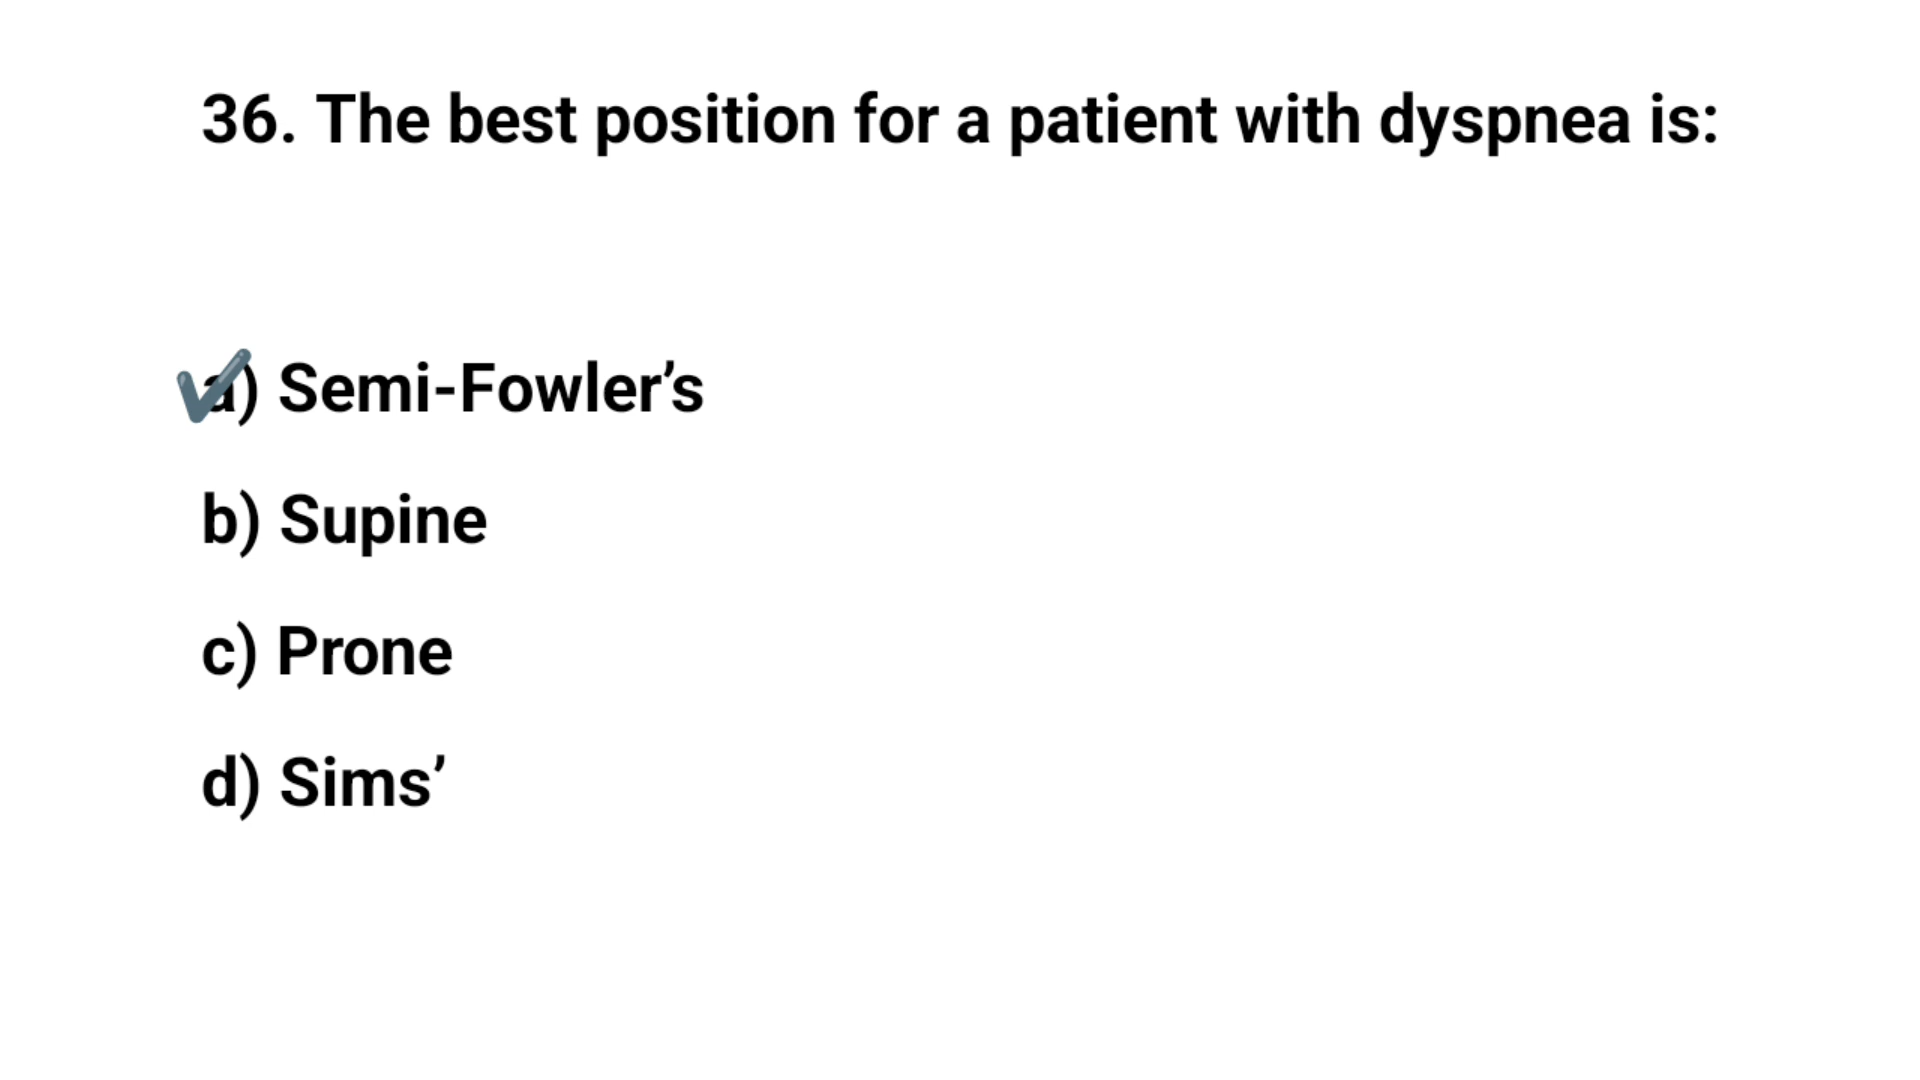 36. The best position for a patient with dyspnea is:
a) Semi-Fowler’s
b) Supine
c) Prone
d) Sims’